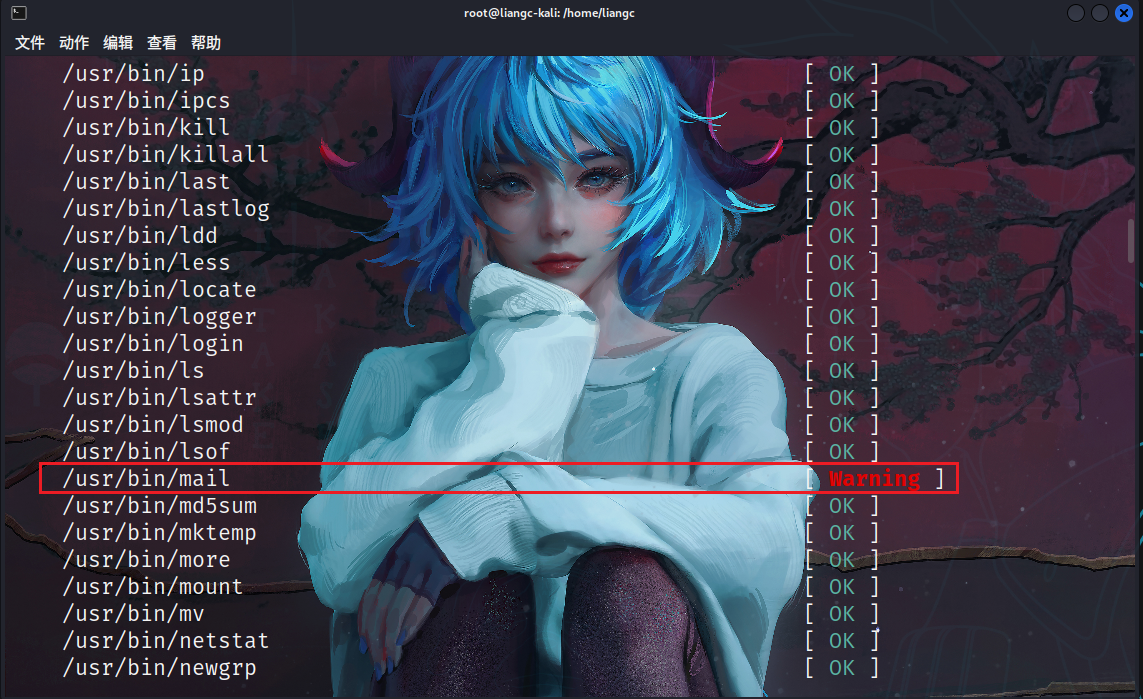 root@liangc-kali: /home/liangc
文件 动作 编辑 查看 帮助
/usr/bin/ip [ OK ]
/usr/bin/ipcs [ OK ]
/usr/bin/kill [ OK ]
/usr/bin/killall [ OK ]
/usr/bin/last [ OK ]
/usr/bin/lastlog [ OK ]
/usr/bin/ldd [ OK ]
/usr/bin/less [ OK ]
/usr/bin/locate [ OK ]
/usr/bin/logger [ OK ]
/usr/bin/login [ OK ]
/usr/bin/ls [ OK ]
/usr/bin/lsattr [ OK ]
/usr/bin/lsmod [ OK ]
/usr/bin/lsof [ OK ]
/usr/bin/mail [ Warning ]
/usr/bin/md5sum [ OK ]
/usr/bin/mktemp [ OK ]
/usr/bin/more [ OK ]
/usr/bin/mount [ OK ]
/usr/bin/mv [ OK ]
/usr/bin/netstat [ OK ]
/usr/bin/newgrp [ OK ]